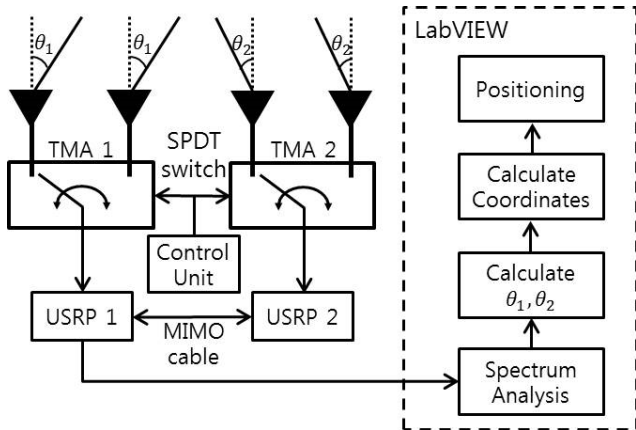 θ1 θ1 θ2 θ2
LabVIEW
Positioning
TMA 1
SPDT
switch
TMA 2
Calculate
Coordinates
Control
Unit
Calculate
θ1, θ2
USRP 1
MIMO
cable
USRP 2
Spectrum
Analysis